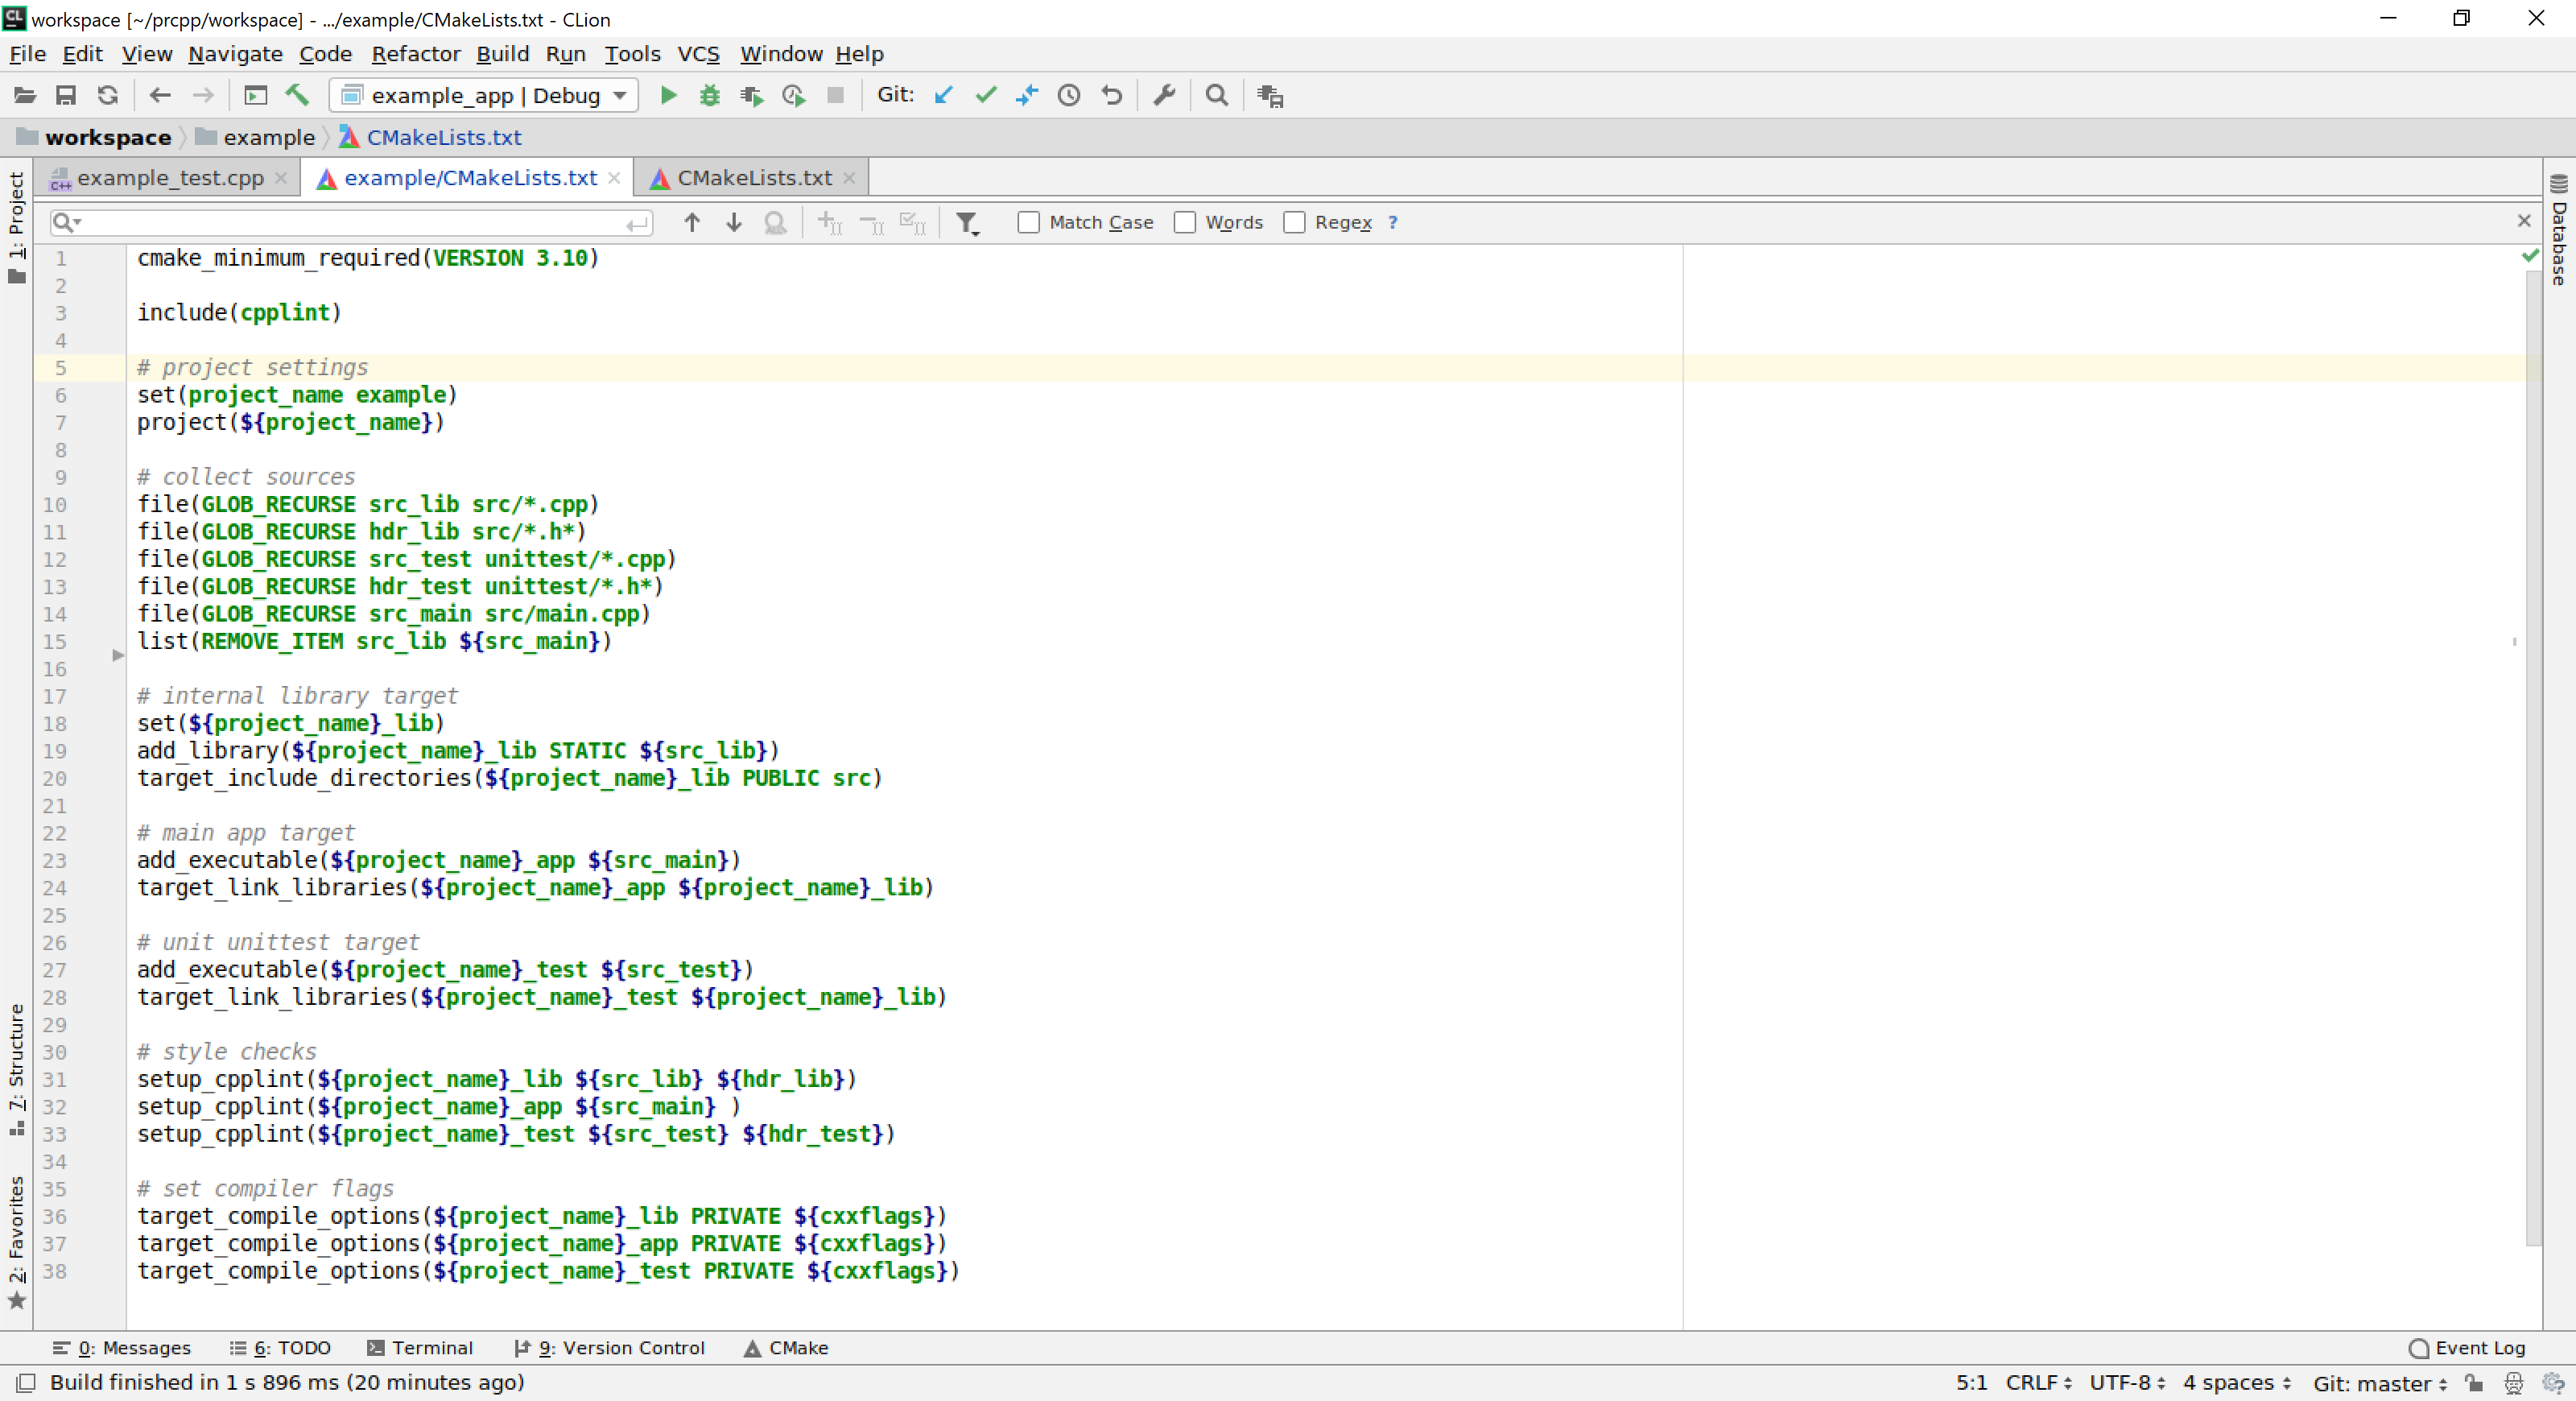 CL workspace [~/prcpp/workspace] - .../example/CMakeLists.txt - CLion
File Edit View Navigate Code Refactor Build Run Tools VCS Window Help
example_app | Debug Git:
workspace example CMakeLists.txt
1: Project
example_test.cpp example/CMakeLists.txt CMakeLists.txt
Database
Match Case Words Regex ?
1 cmake_minimum_required(VERSION 3.10)
2
3 include(cpplint)
4
5 # project settings
6 set(project_name example)
7 project(${project_name})
8
9 # collect sources
10 file(GLOB_RECURSE src_lib src/*.cpp)
11 file(GLOB_RECURSE hdr_lib src/*.h*)
12 file(GLOB_RECURSE src_test unittest/*.cpp)
13 file(GLOB_RECURSE hdr_test unittest/*.h*)
14 file(GLOB_RECURSE src_main src/main.cpp)
15 list(REMOVE_ITEM src_lib ${src_main})
16
17 # internal library target
18 set(${project_name}_lib)
19 add_library(${project_name}_lib STATIC ${src_lib})
20 target_include_directories(${project_name}_lib PUBLIC src)
21
22 # main app target
23 add_executable(${project_name}_app ${src_main})
24 target_link_libraries(${project_name}_app ${project_name}_lib)
25
26 # unit unittest target
27 add_executable(${project_name}_test ${src_test})
28 target_link_libraries(${project_name}_test ${project_name}_lib)
29
30 # style checks
31 setup_cpplint(${project_name}_lib ${src_lib} ${hdr_lib})
32 setup_cpplint(${project_name}_app ${src_main} )
33 setup_cpplint(${project_name}_test ${src_test} ${hdr_test})
34
35 # set compiler flags
36 target_compile_options(${project_name}_lib PRIVATE ${cxxflags})
37 target_compile_options(${project_name}_app PRIVATE ${cxxflags})
38 target_compile_options(${project_name}_test PRIVATE ${cxxflags})
7: Structure
2: Favorites
0: Messages 6: TODO Terminal 9: Version Control CMake Event Log
Build finished in 1 s 896 ms (20 minutes ago) 5:1 CRLF UTF-8 4 spaces Git: master